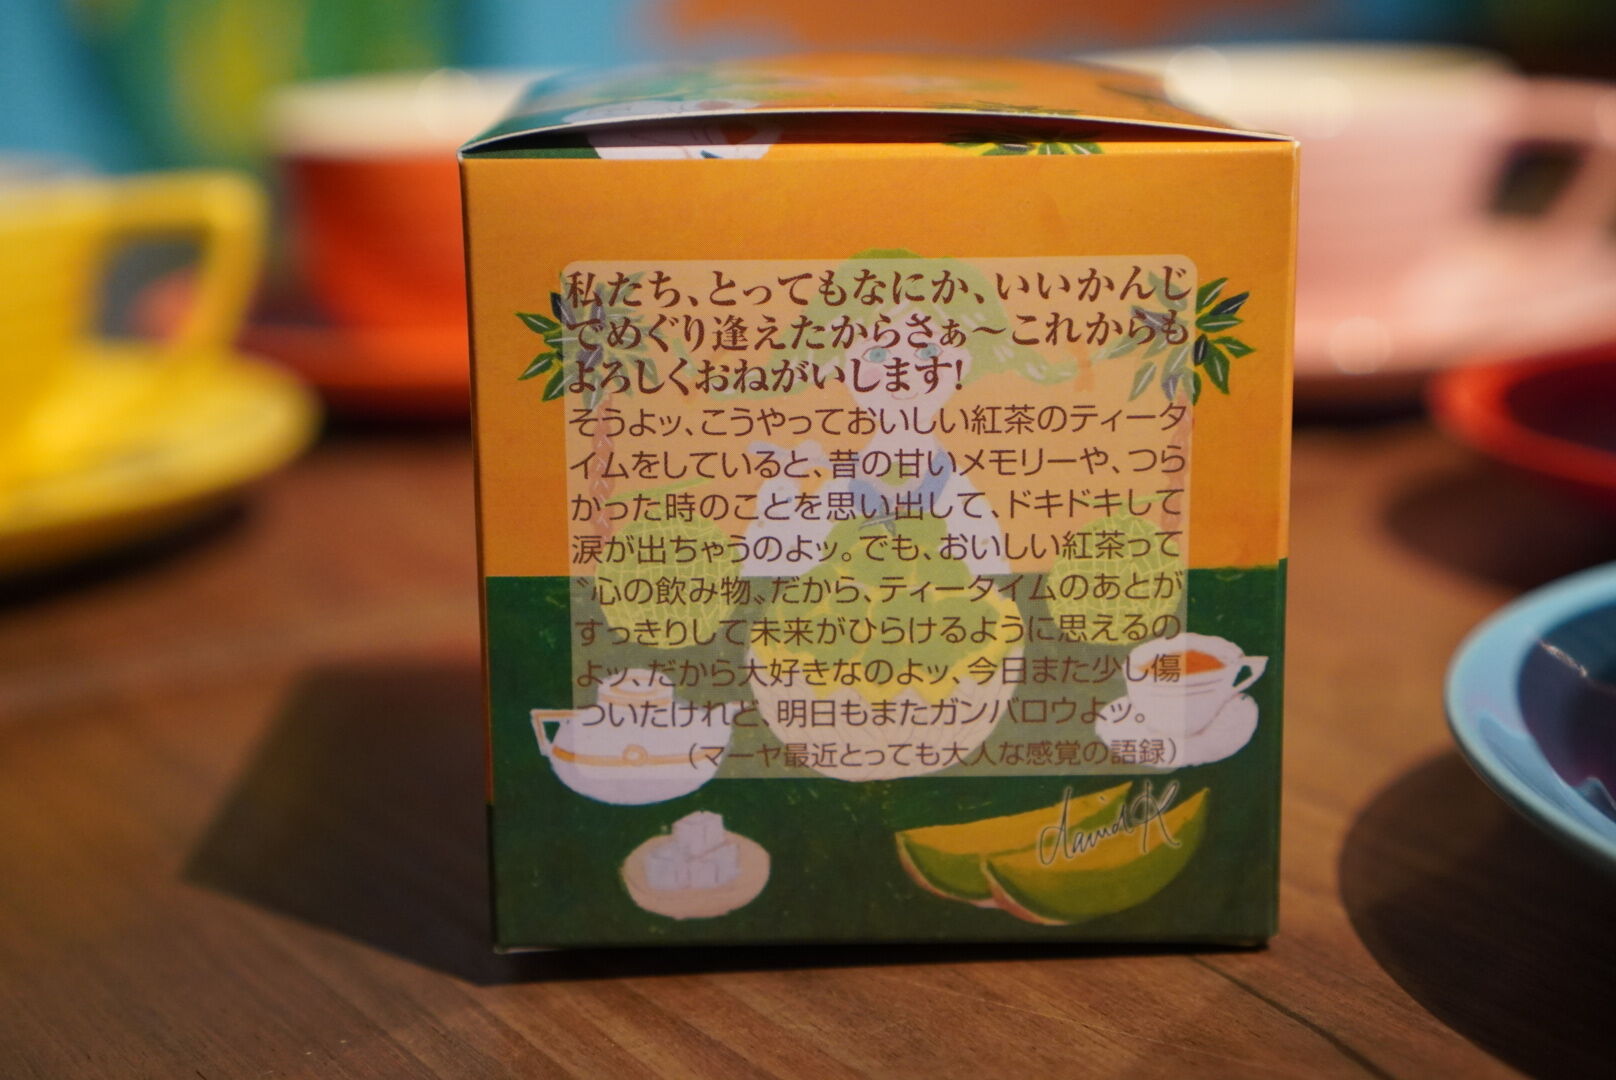 私たち、とってもなにか、いいかんじ
でめぐり逢えたからさぁ〜これからも
よろしくおねがいします!
そうよッ、こうやっておいしい紅茶のティータ
イムをしていると、昔の甘いメモリーや、つら
かった時のことを思い出して、ドキドキして
涙が出ちゃうのよッ。でも、おいしい紅茶って
〝心の飲み物〟だから、ティータイムのあとが
すっきりして未来がひらけるように思えるの
よッ、だから大好きなのよッ、今日また少し傷
ついたけれど、明日もまたガンバロウよッ。
(マーヤ最近とっても大人な感覚の語録)
david K